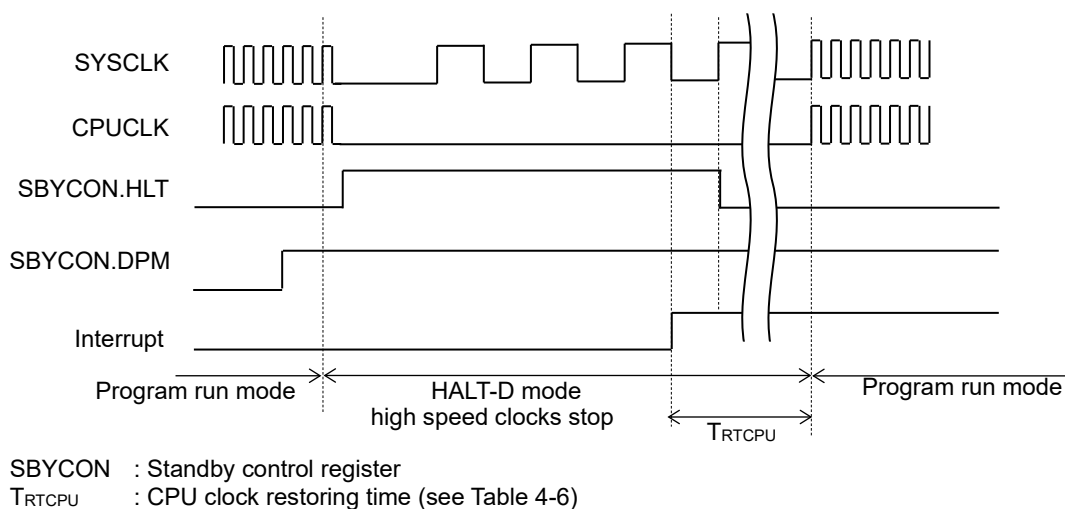 SYSCLK
CPUCLK
SBYCON.HLT
SBYCON.DPM
Interrupt
Program run mode
HALT-D mode
high speed clocks stop
Program run mode
TRTCPU
SBYCON : Standby control register
TRTCPU : CPU clock restoring time (see Table 4-6)